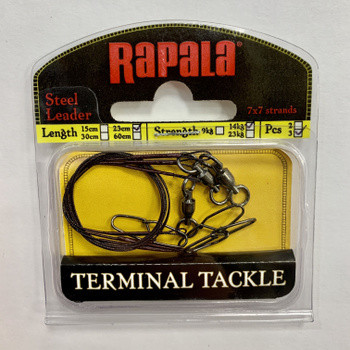 RAPALA
Steel
Leader
7x7 strands
Length 15cm 23cm Strength 9kg 14kg Pcs 2
30cm 60cm 23kg 3
TERMINAL TACKLE